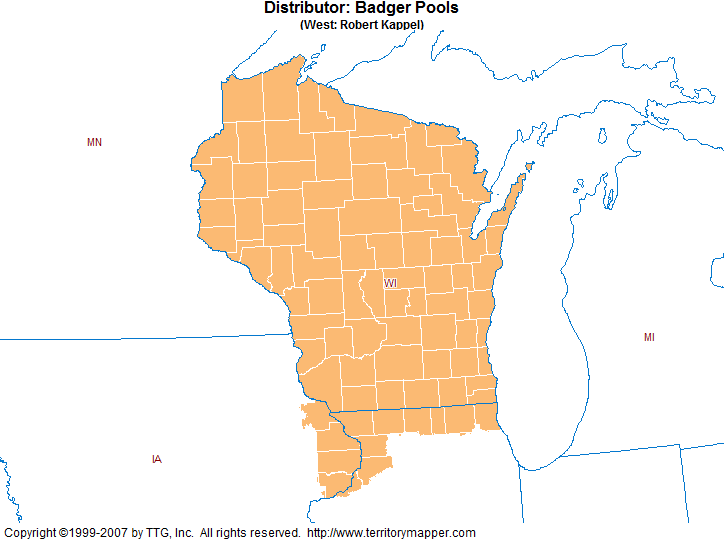 Distributor: Badger Pools
(West: Robert Kappel)
MN
WI
MI
IA
Copyright ©1999-2007 by TTG, Inc. All rights reserved. http://www.territorymapper.com